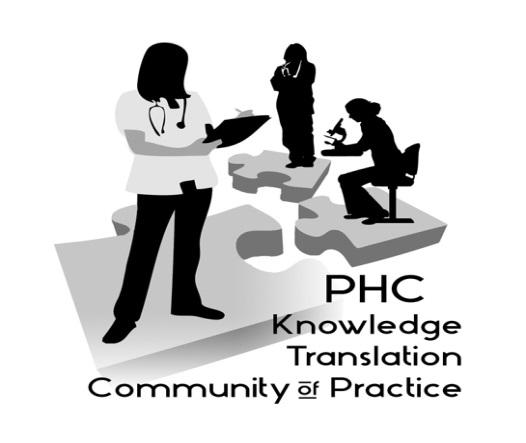 PHC
Knowledge
Translation
Community of Practice